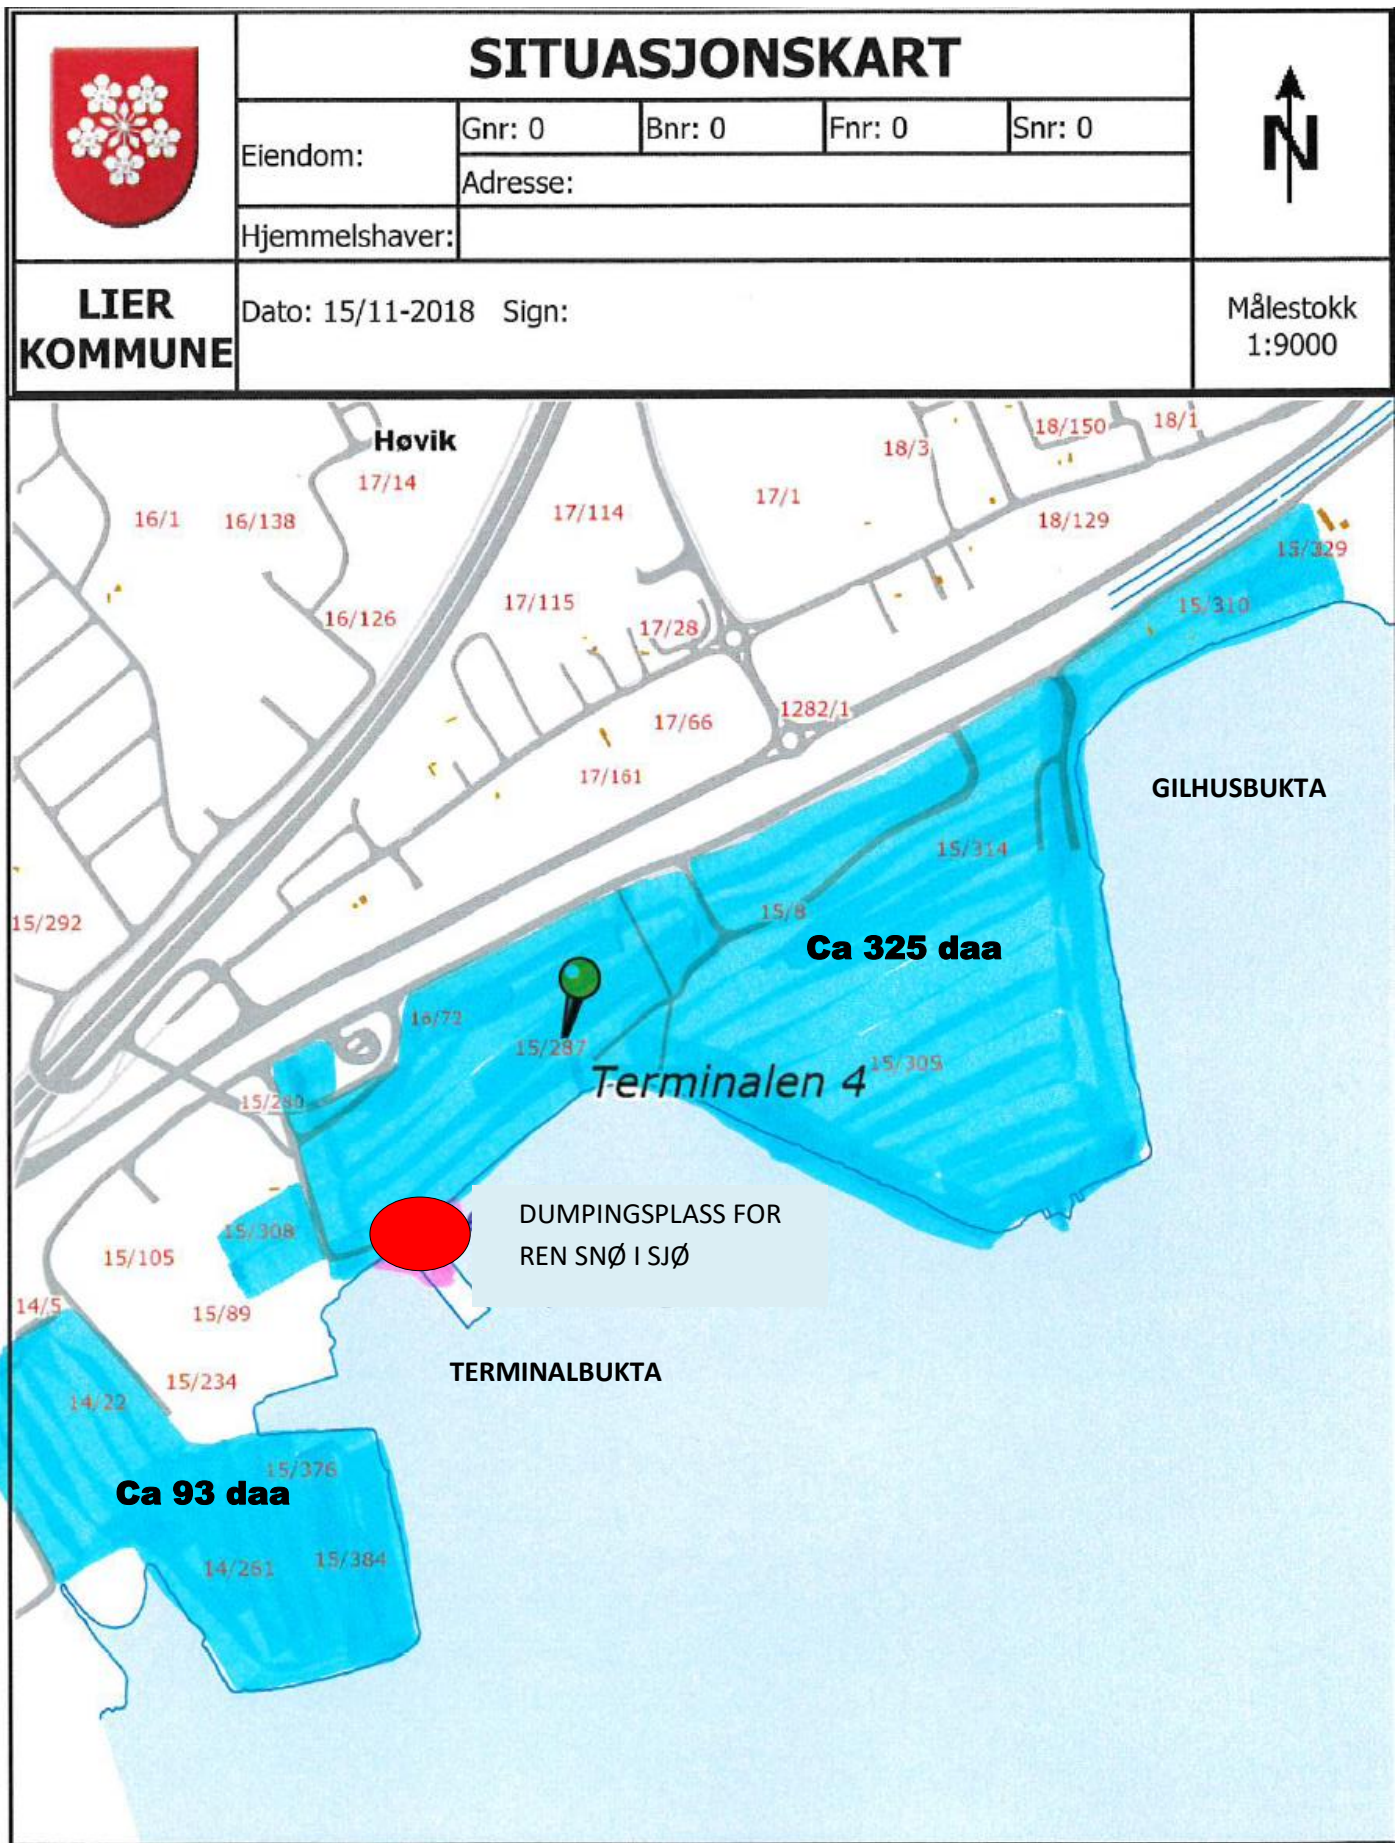 SITUASJONSKART
Eiendom:
Gnr: 0
Bnr: 0
Fnr: 0
Snr: 0
Adresse:
Hjemmelshaver:
N
LIER
KOMMUNE
Dato: 15/11-2018 Sign:
Målestokk
1:9000
Høvik
17/14
16/1
16/138
17/114
17/1
18/3
18/150
18/1
18/129
15/329
16/126
17/115
17/28
15/310
17/66
1282/1
17/161
GILHUSBUKTA
15/314
15/292
15/8
Ca 325 daa
16/72
15/287
Terminalen 4
15/305
15/280
DUMPINGSPLASS FOR
REN SNØ I SJØ
15/308
15/105
14/5
15/89
TERMINALBUKTA
15/234
14/22
15/376
Ca 93 daa
14/261
15/384